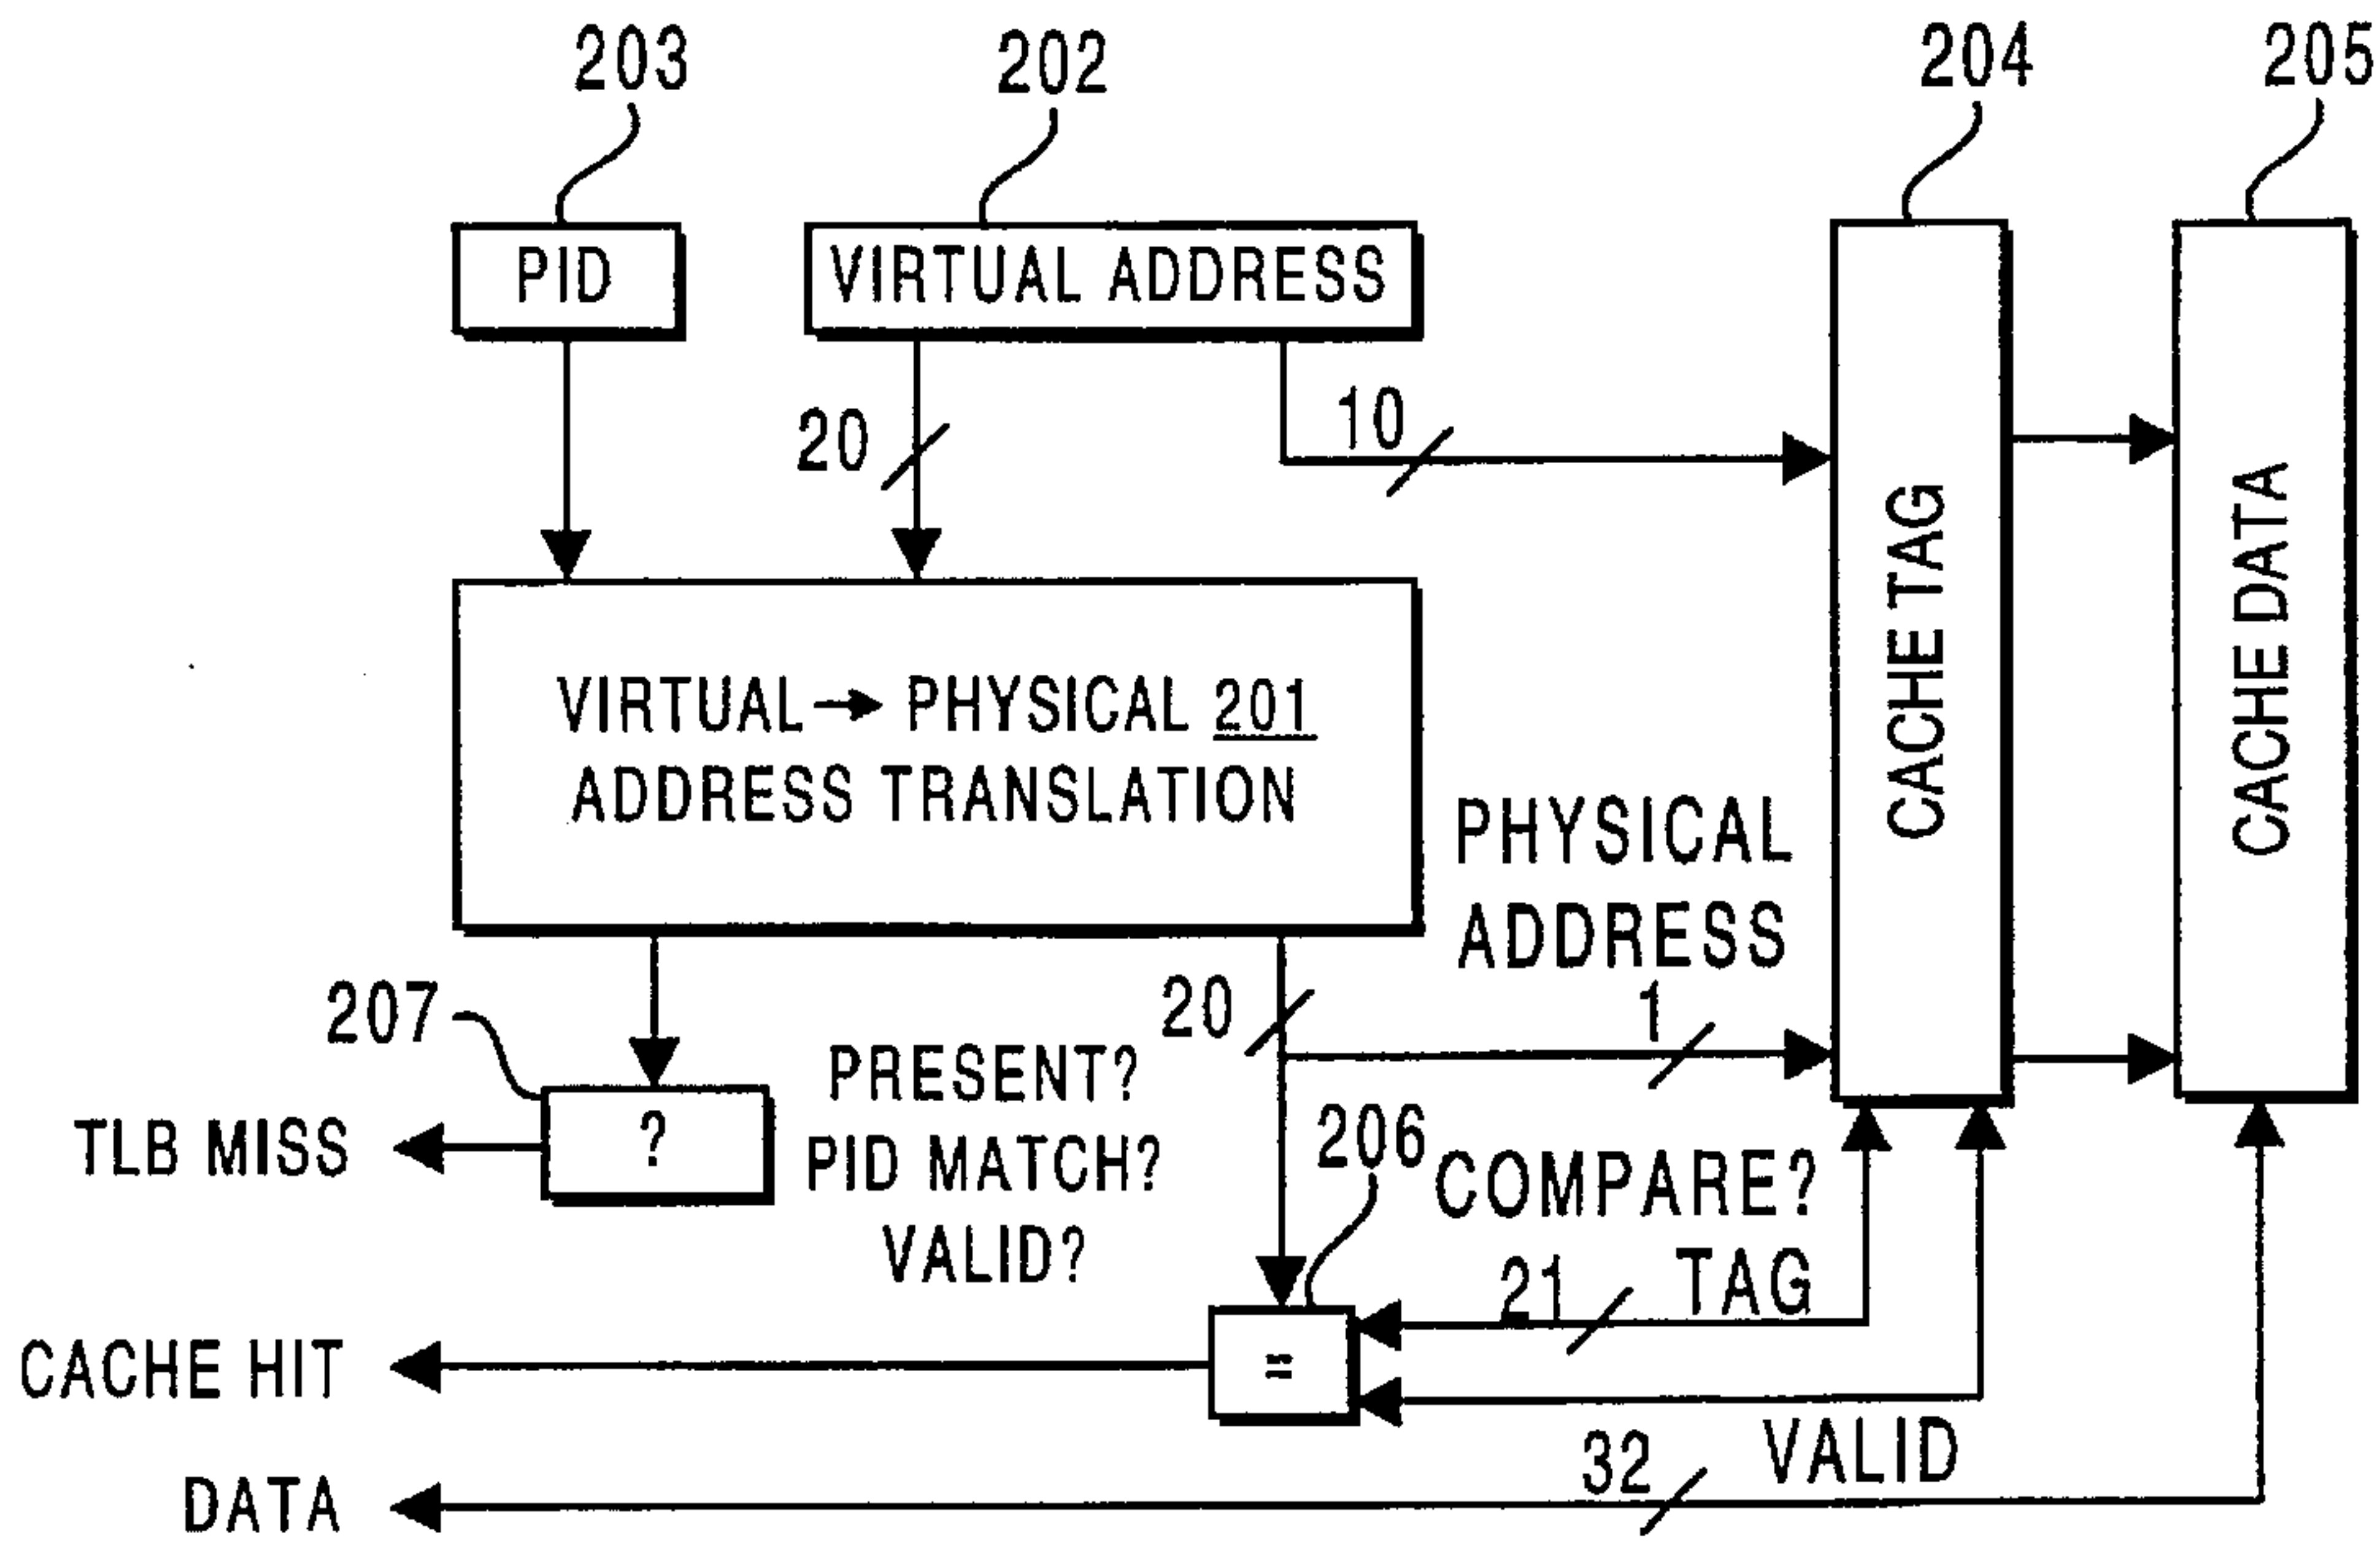 203
202
204
205
PID
VIRTUAL ADDRESS
20
10
CACHE TAG
CACHE DATA
VIRTUAL → PHYSICAL 201
ADDRESS TRANSLATION
PHYSICAL
ADDRESS
207
20
1
PRESENT?
PID MATCH?
VALID?
TLB MISS
?
206
COMPARE?
21
TAG
CACHE HIT
=
32
VALID
DATA